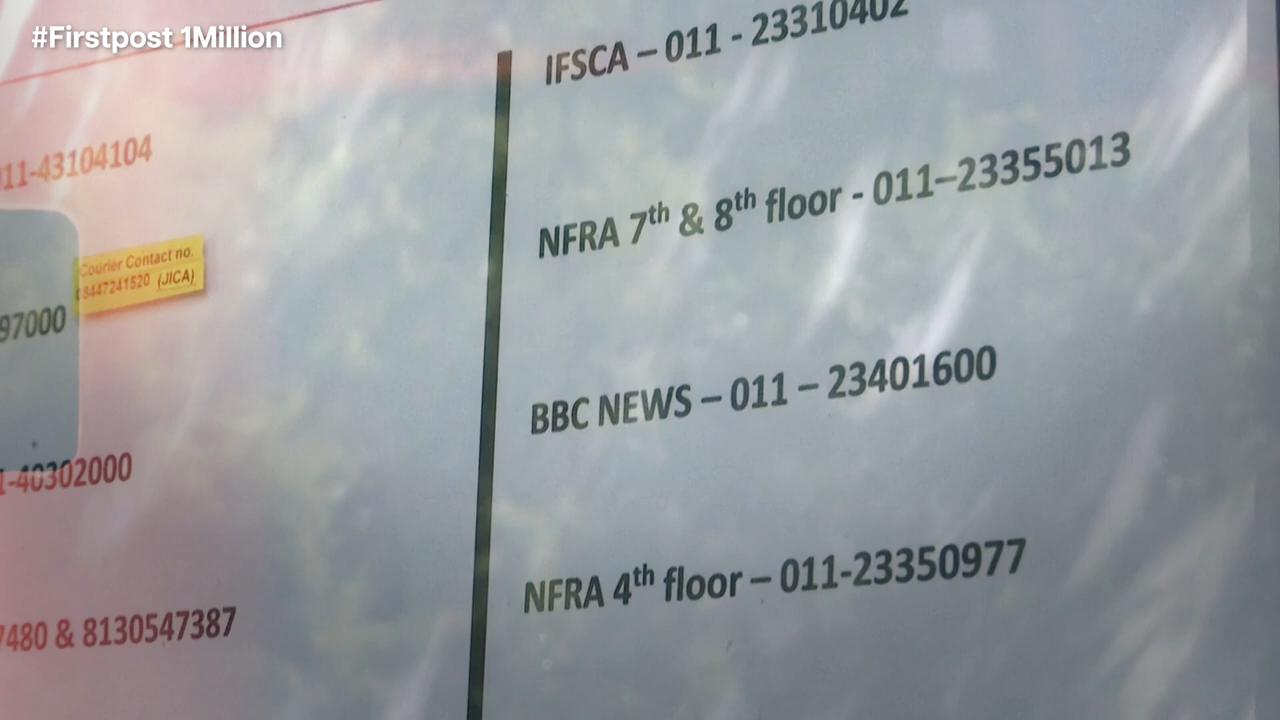 #Firstpost 1Million
011-43104104
Courier Contact no.
08447241520 (JICA)
97000
1-40302000
7480 & 8130547387
IFSCA – 011 - 23310402
NFRA 7th & 8th floor - 011–23355013
BBC NEWS – 011 – 23401600
NFRA 4th floor – 011-23350977